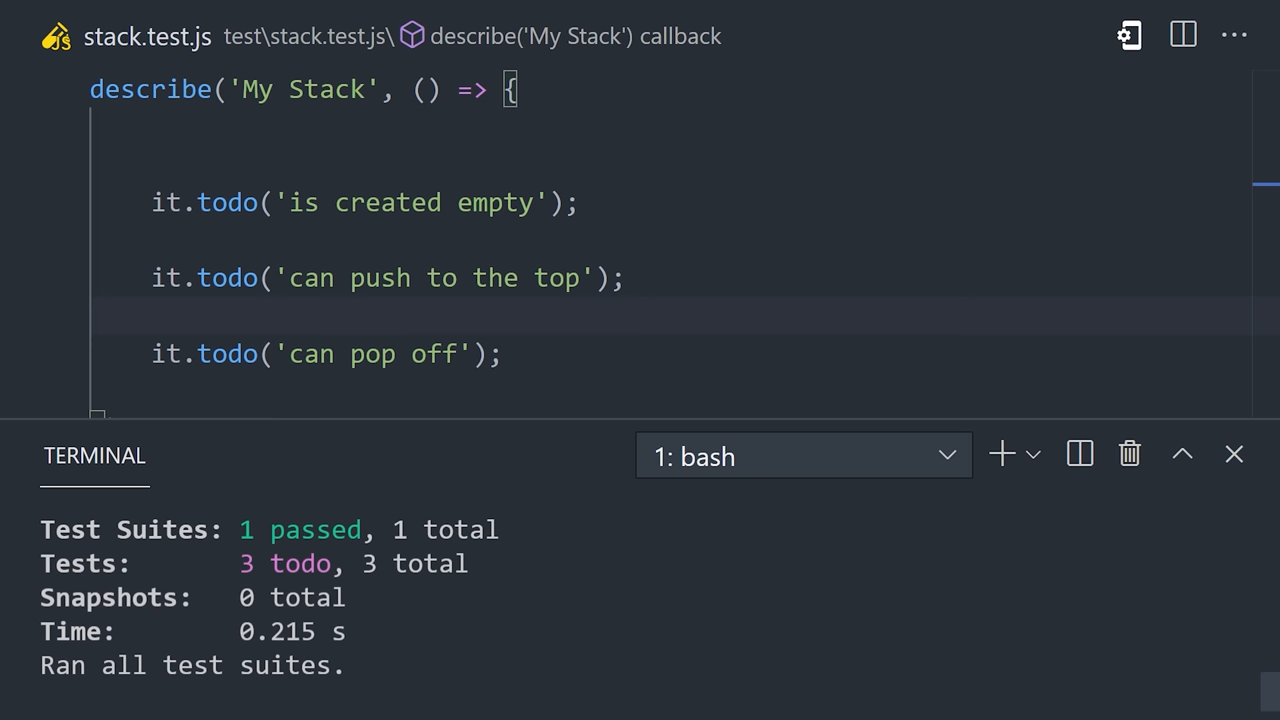 JS stack.test.js test\stack.test.js\ describe('My Stack') callback
describe('My Stack', () => {
it.todo('is created empty');
it.todo('can push to the top');
it.todo('can pop off');
TERMINAL 1: bash
Test Suites: 1 passed, 1 total
Tests: 3 todo, 3 total
Snapshots: 0 total
Time: 0.215 s
Ran all test suites.